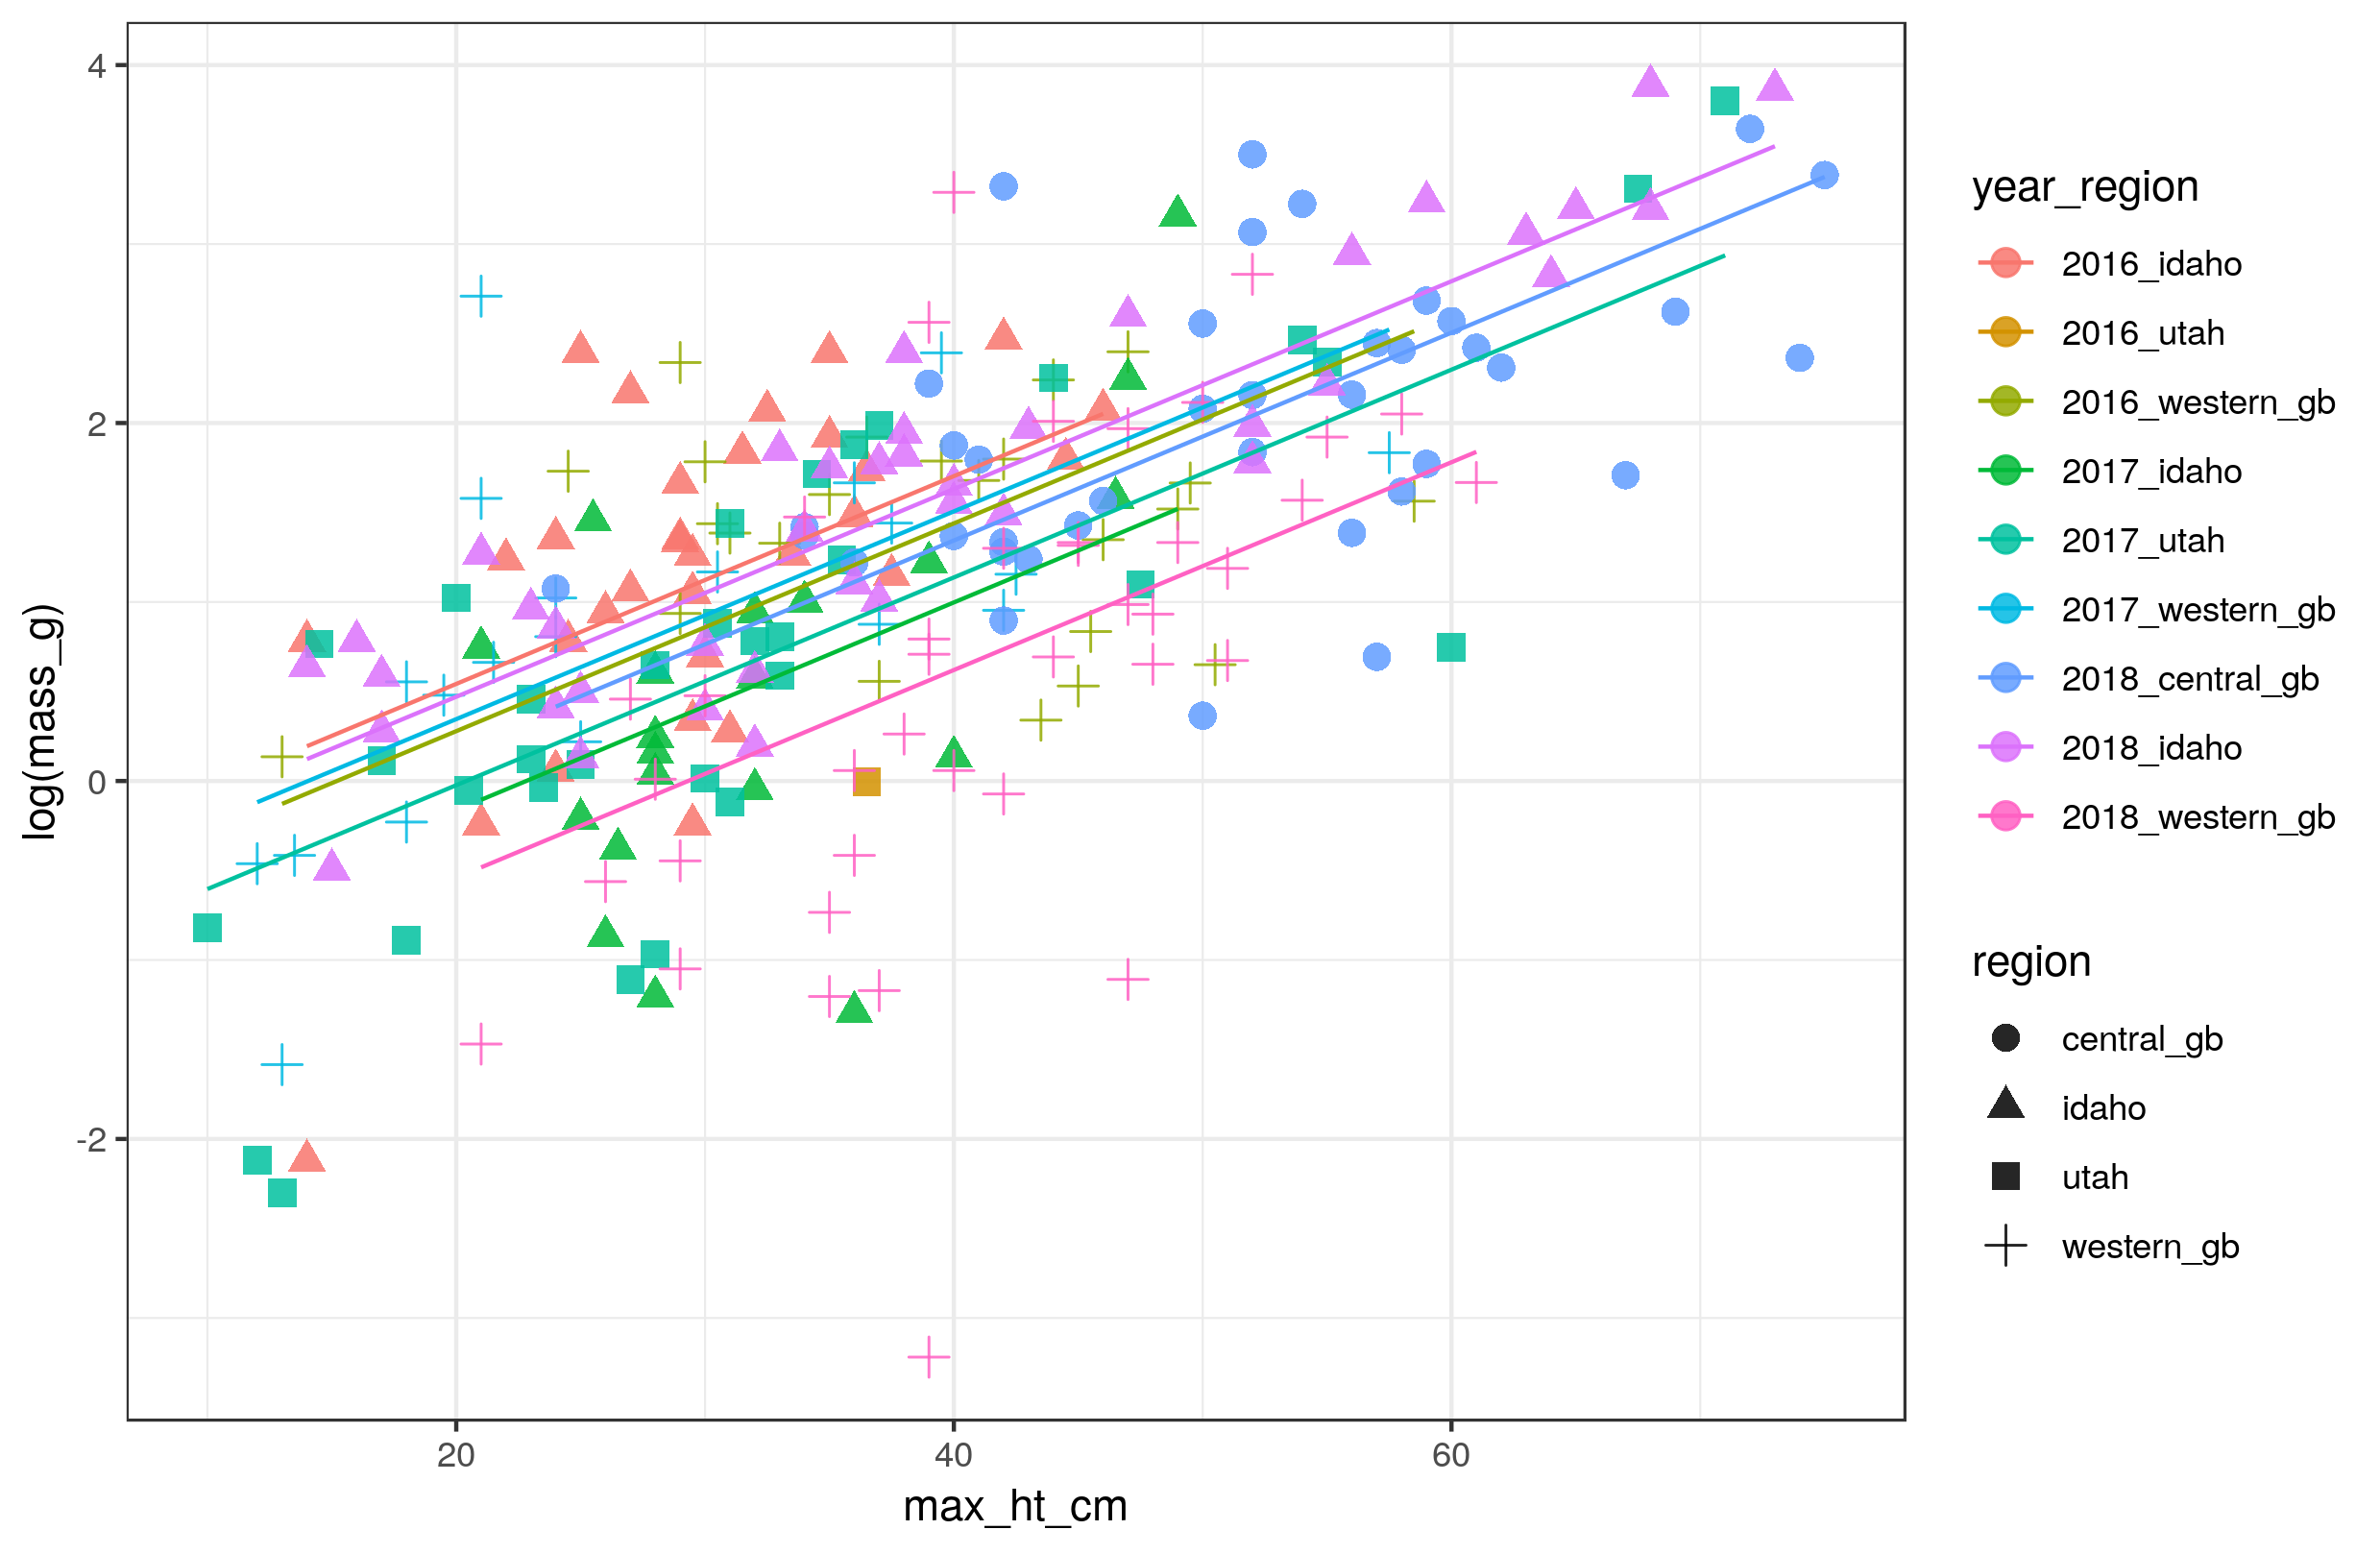 4
2
0
-2
log(mass_g)
20
40
60
max_ht_cm
year_region
2016_idaho
2016_utah
2016_western_gb
2017_idaho
2017_utah
2017_western_gb
2018_central_gb
2018_idaho
2018_western_gb
region
central_gb
idaho
utah
western_gb